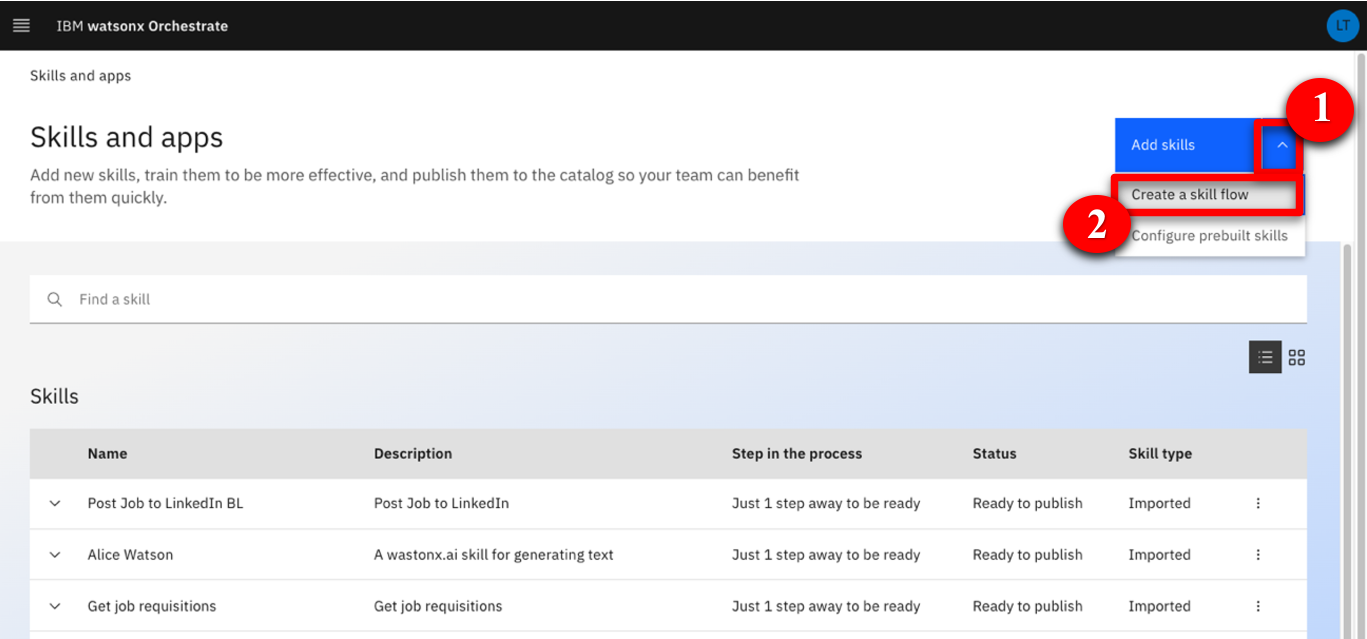 IBM watsonx Orchestrate
LT
Skills and apps
Skills and apps
Add new skills, train them to be more effective, and publish them to the catalog so your team can benefit
from them quickly.
1
Add skills
2
Create a skill flow
Configure prebuilt skills
Find a skill
Skills
Name Description Step in the process Status Skill type
Post Job to LinkedIn BL Post Job to LinkedIn Just 1 step away to be ready Ready to publish Imported
Alice Watson A wastonx.ai skill for generating text Just 1 step away to be ready Ready to publish Imported
Get job requisitions Get job requisitions Just 1 step away to be ready Ready to publish Imported